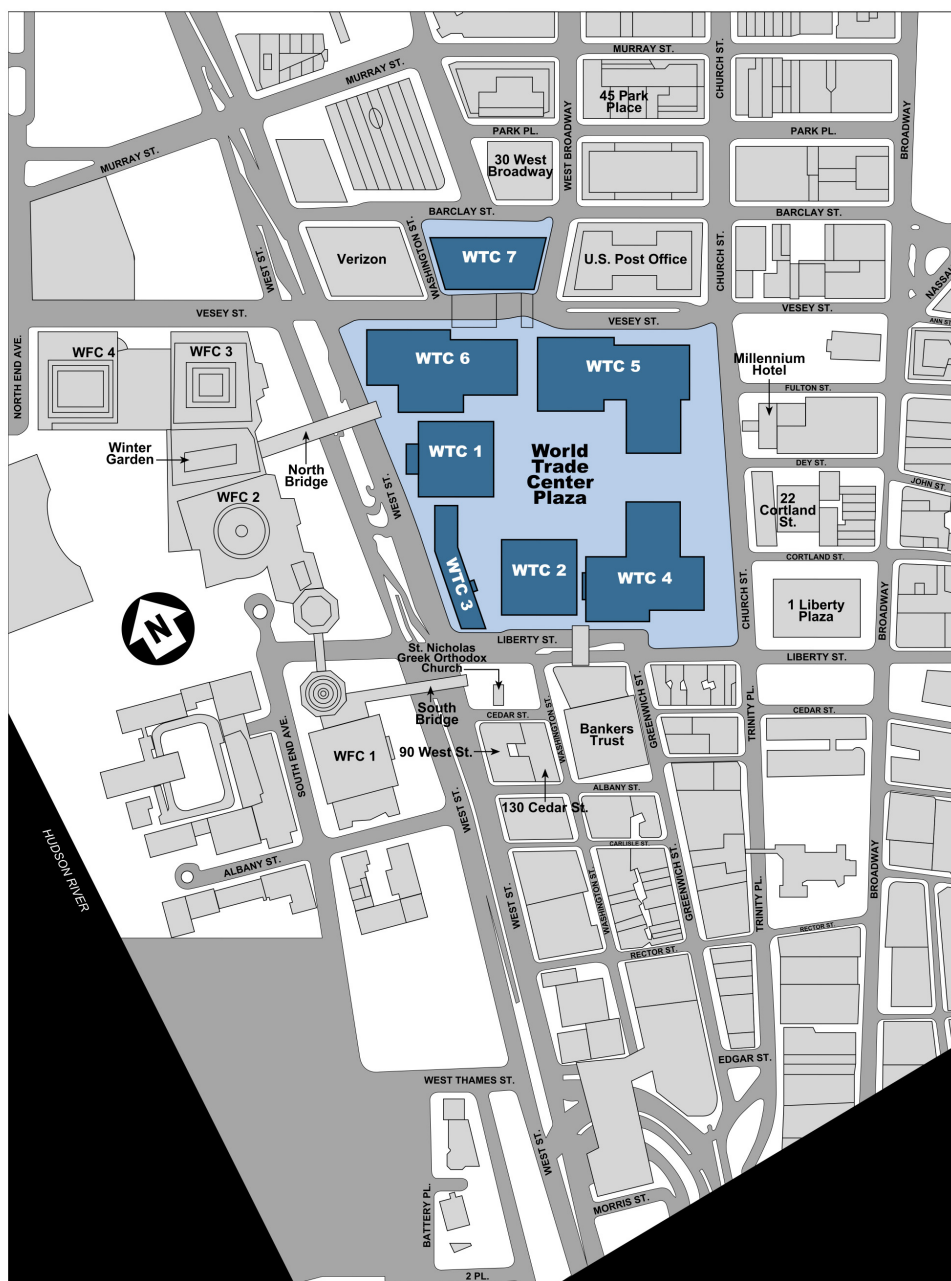 MURRAY ST.
MURRAY ST.
CHURCH ST.
45 Park
Place
PARK PL.
PARK PL.
BROADWAY
MURRAY ST.
30 West
Broadway
WEST BROADWAY
BARCLAY ST.
BARCLAY ST.
WASHINGTON ST.
WEST ST.
Verizon
WTC 7
U.S. Post Office
CHURCH ST.
NASSA
VESEY ST.
VESEY ST.
VESEY ST.
ANN ST
NORTH END AVE.
WFC 4
WFC 3
WTC 6
WTC 5
Millennium
Hotel
FULTON ST.
Winter
Garden
North
Bridge
WTC 1
World
Trade
Center
Plaza
DEY ST.
JOHN ST.
WFC 2
WEST ST.
22
Cortland
St.
CORTLAND ST.
N
WTC 3
WTC 2
WTC 4
CHURCH ST.
1 Liberty
Plaza
BROADWAY
LIBERTY ST.
LIBERTY ST.
St. Nicholas
Greek Orthodox
Church
SOUTH END AVE.
South
Bridge
CEDAR ST.
WASHINGTON ST.
GREENWICH ST.
TRINITY PL.
CEDAR ST.
WFC 1
90 West St.
Bankers
Trust
130 Cedar St.
ALBANY ST.
WEST ST.
HUDSON RIVER
ALBANY ST.
CARLISLE ST.
WEST ST.
WASHINGTON ST.
GREENWICH ST.
TRINITY PL.
BROADWAY
RECTOR ST.
RECTOR ST.
EDGAR ST.
WEST THAMES ST.
WEST ST.
BATTERY PL.
MORRIS ST.
2 PL.